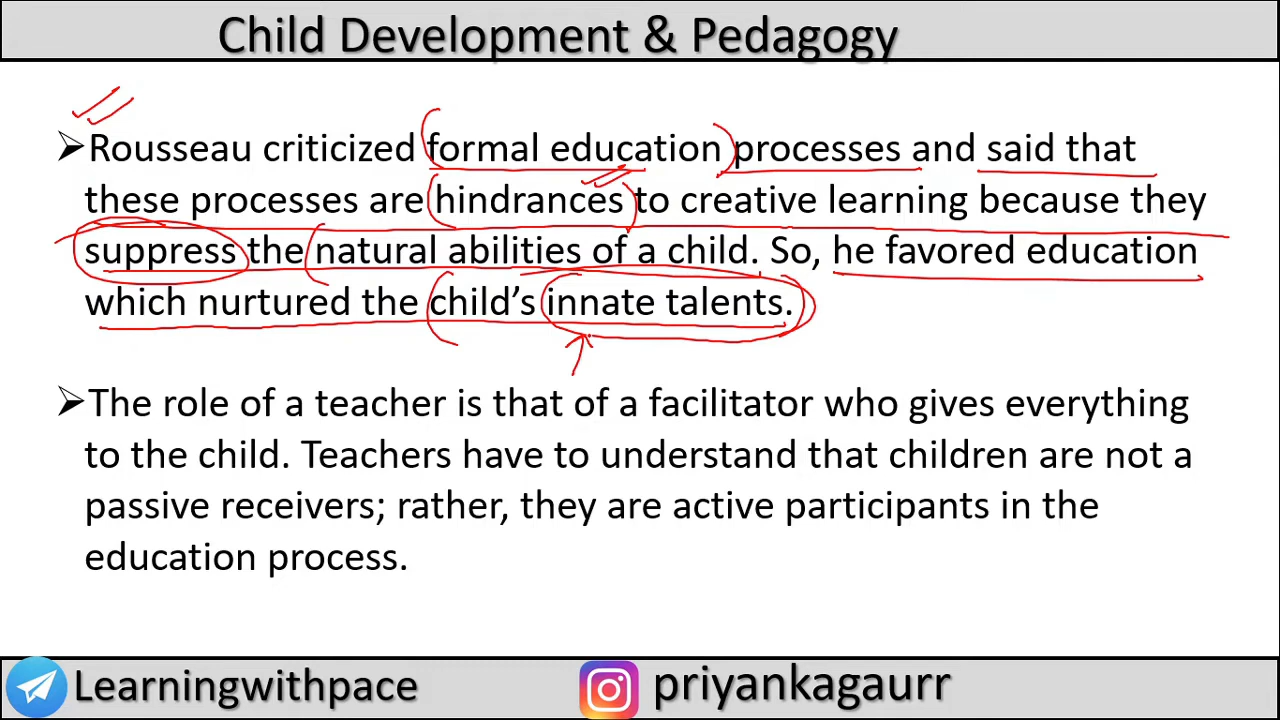 Child Development & Pedagogy
➢Rousseau criticized formal education processes and said that
these processes are hindrances to creative learning because they
suppress the natural abilities of a child. So, he favored education
which nurtured the child’s innate talents.
➢The role of a teacher is that of a facilitator who gives everything
to the child. Teachers have to understand that children are not a
passive receivers; rather, they are active participants in the
education process.
Learningwithpace
priyankagaurr